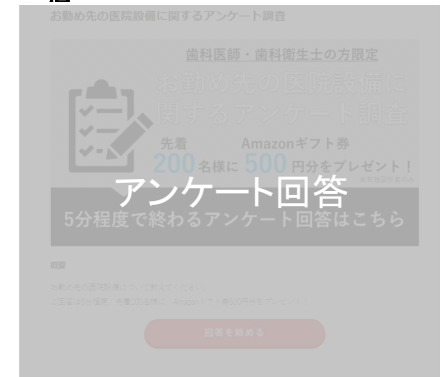 お勤め先の医院設備に関するアンケート調査
歯科医師・歯科衛生士の方限定
お勤め先の医院設備に
関するアンケート調査
先着 Amazonギフト券
200名様に 500円分をプレゼント！
アンケート回答
5分程度で終わるアンケート回答はこちら
概要
回答を始める